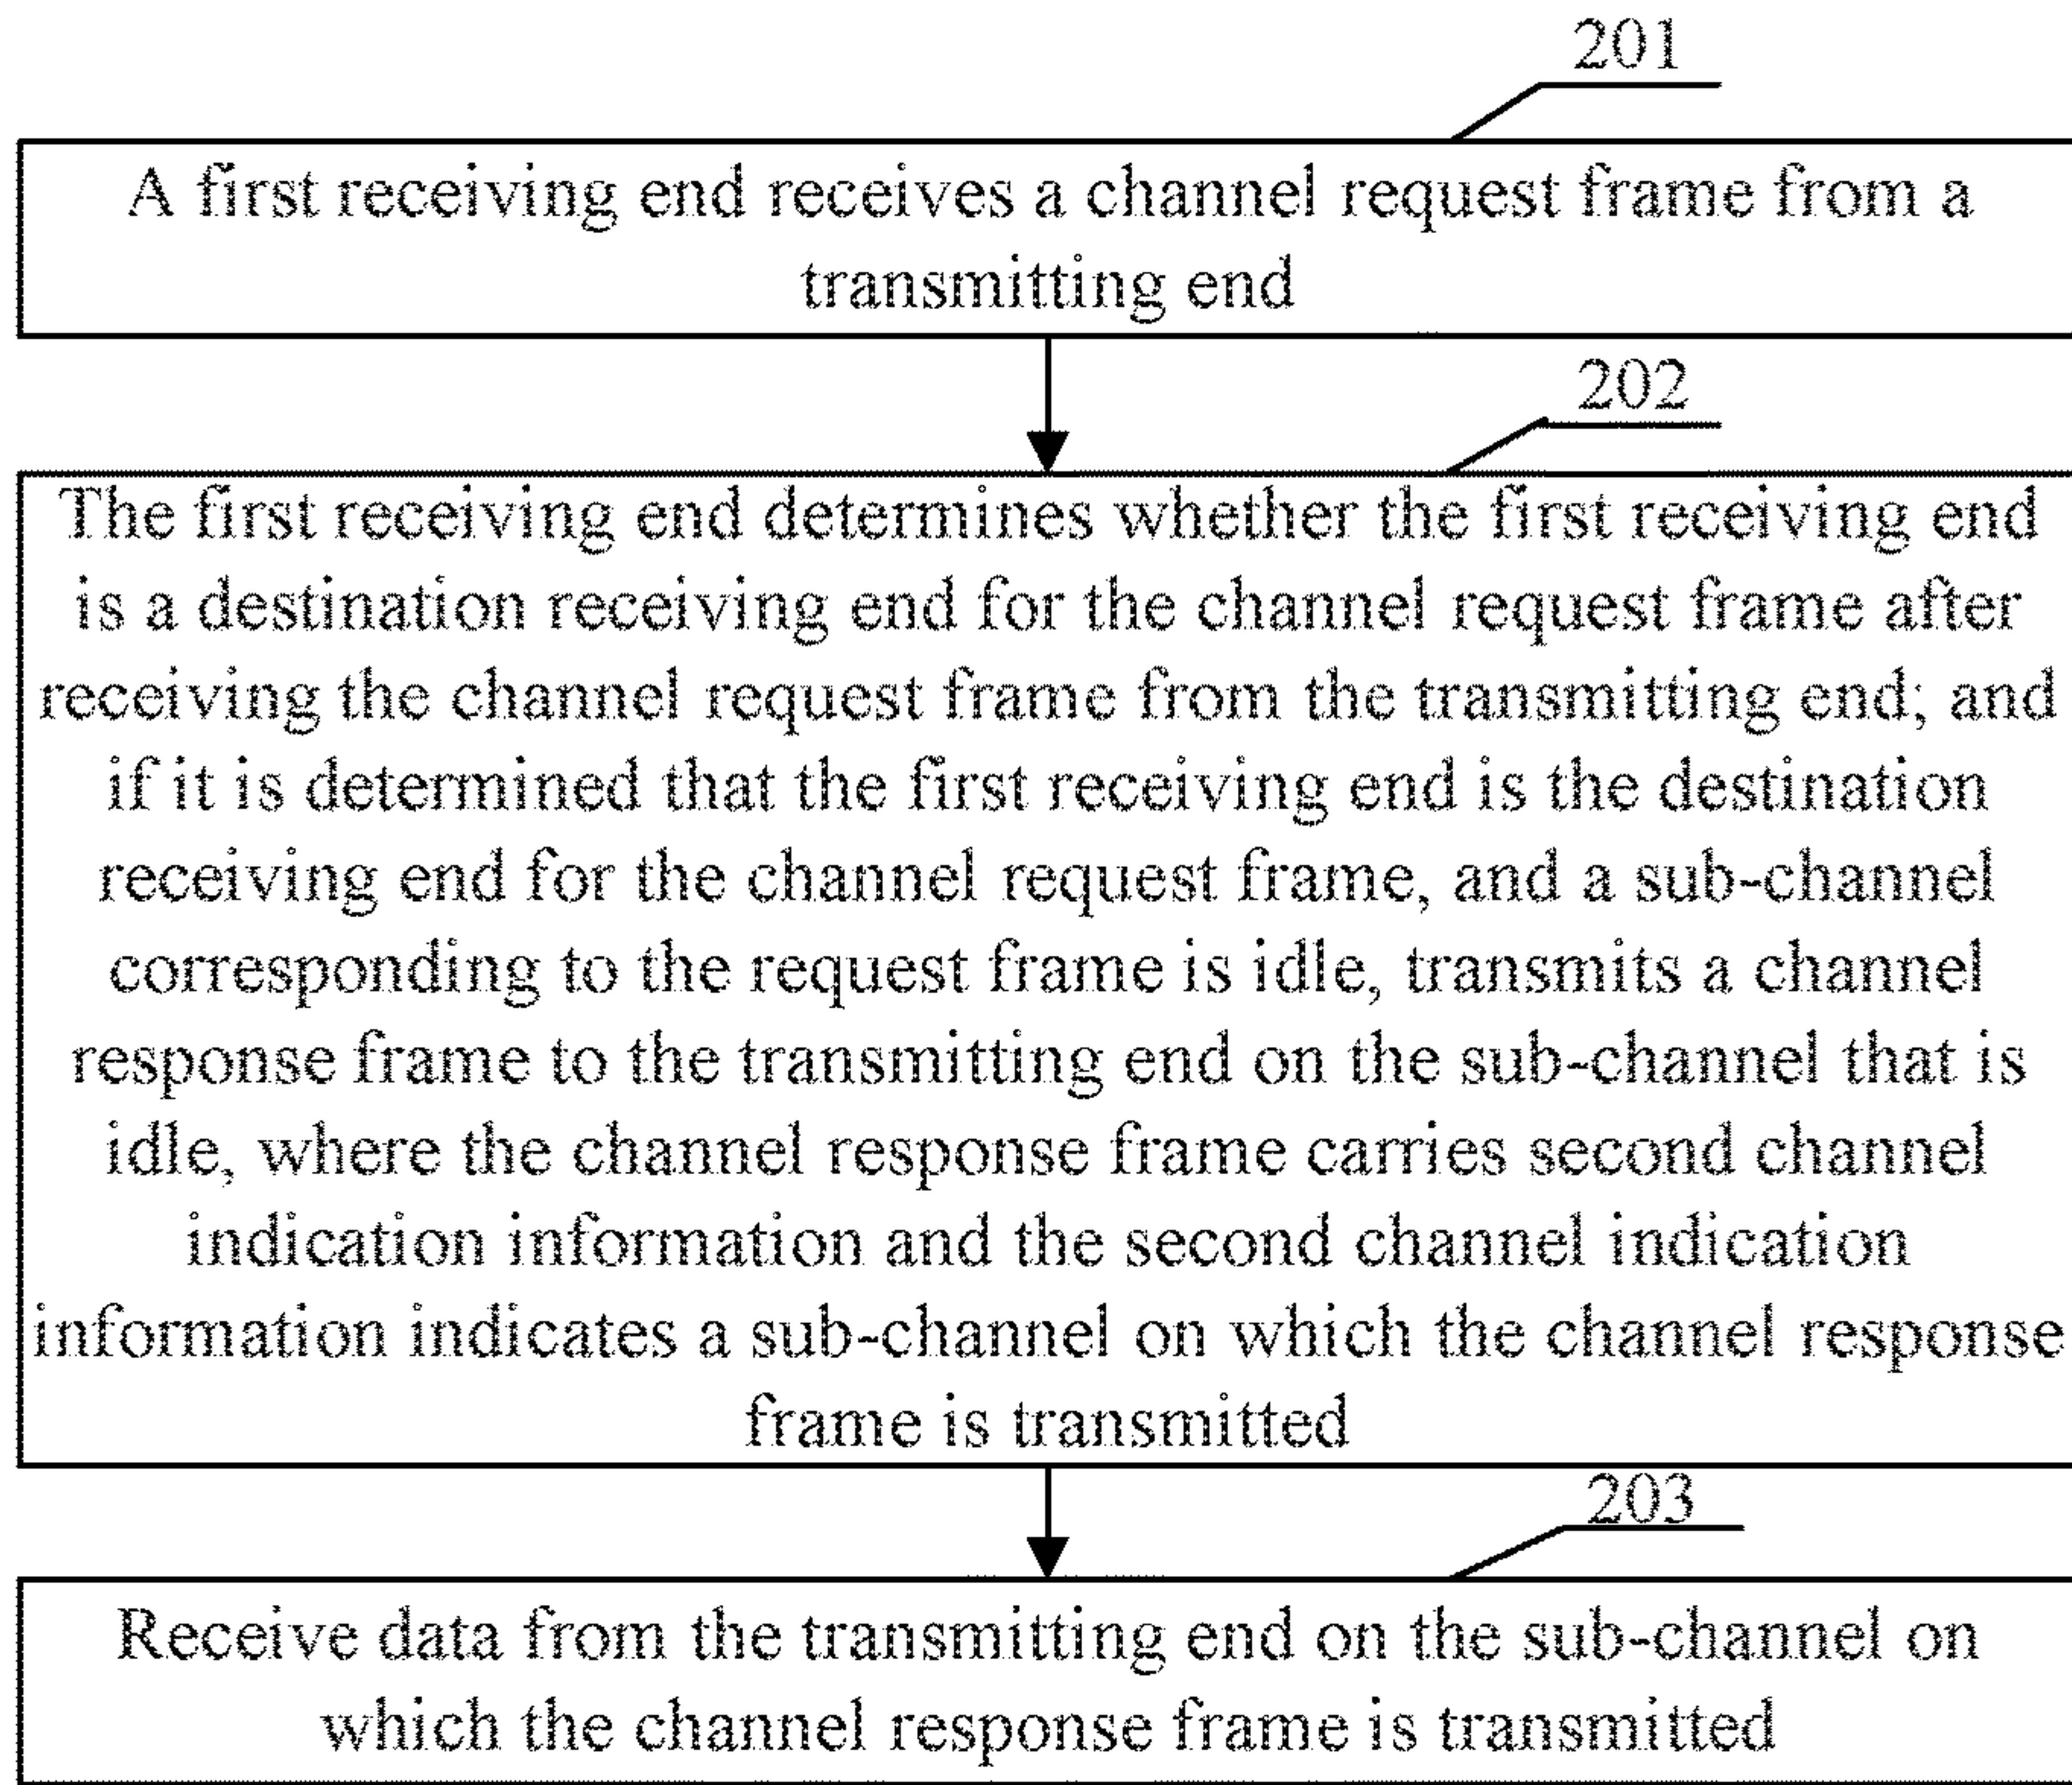 201
A first receiving end receives a channel request frame from a
transmitting end
202
The first receiving end determines whether the first receiving end
is a destination receiving end for the channel request frame after
receiving the channel request frame from the transmitting end; and
if it is determined that the first receiving end is the destination
receiving end for the channel request frame, and a sub-channel
corresponding to the request frame is idle, transmits a channel
response frame to the transmitting end on the sub-channel that is
idle, where the channel response frame carries second channel
indication information and the second channel indication
information indicates a sub-channel on which the channel response
frame is transmitted
203
Receive data from the transmitting end on the sub-channel on
which the channel response frame is transmitted